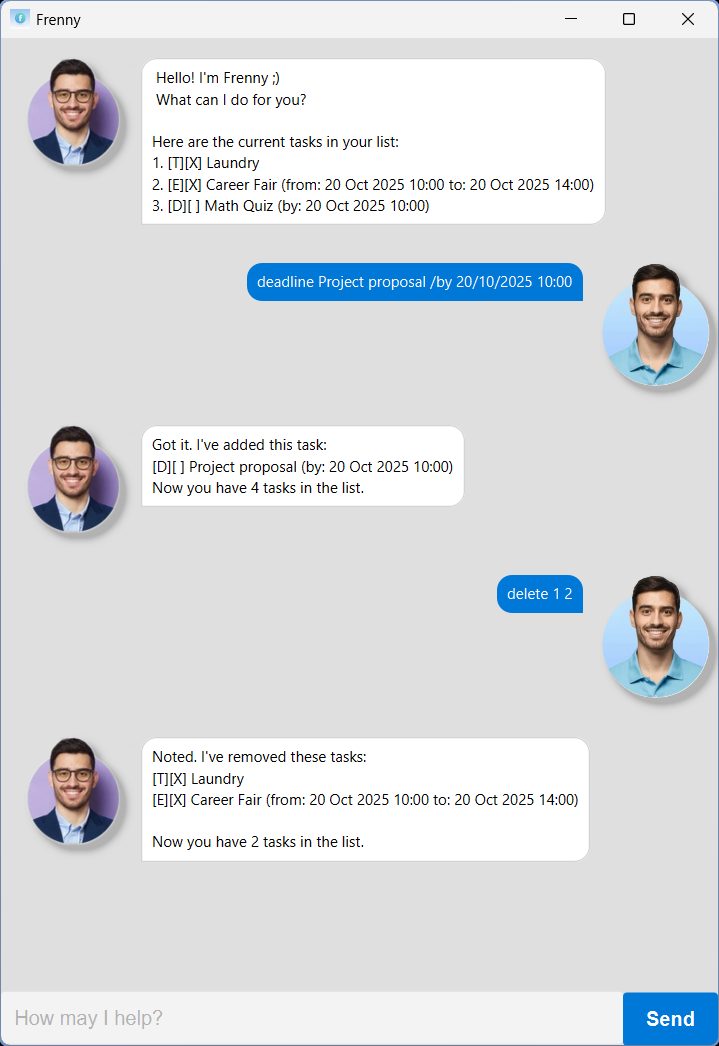 Frenny
Hello! I'm Frenny ;)
What can I do for you?
Here are the current tasks in your list:
1. [T][X] Laundry
2. [E][X] Career Fair (from: 20 Oct 2025 10:00 to: 20 Oct 2025 14:00)
3. [D][ ] Math Quiz (by: 20 Oct 2025 10:00)
deadline Project proposal /by 20/10/2025 10:00
Got it. I've added this task:
[D][ ] Project proposal (by: 20 Oct 2025 10:00)
Now you have 4 tasks in the list.
delete 1 2
Noted. I've removed these tasks:
[T][X] Laundry
[E][X] Career Fair (from: 20 Oct 2025 10:00 to: 20 Oct 2025 14:00)
Now you have 2 tasks in the list.
How may I help?
Send